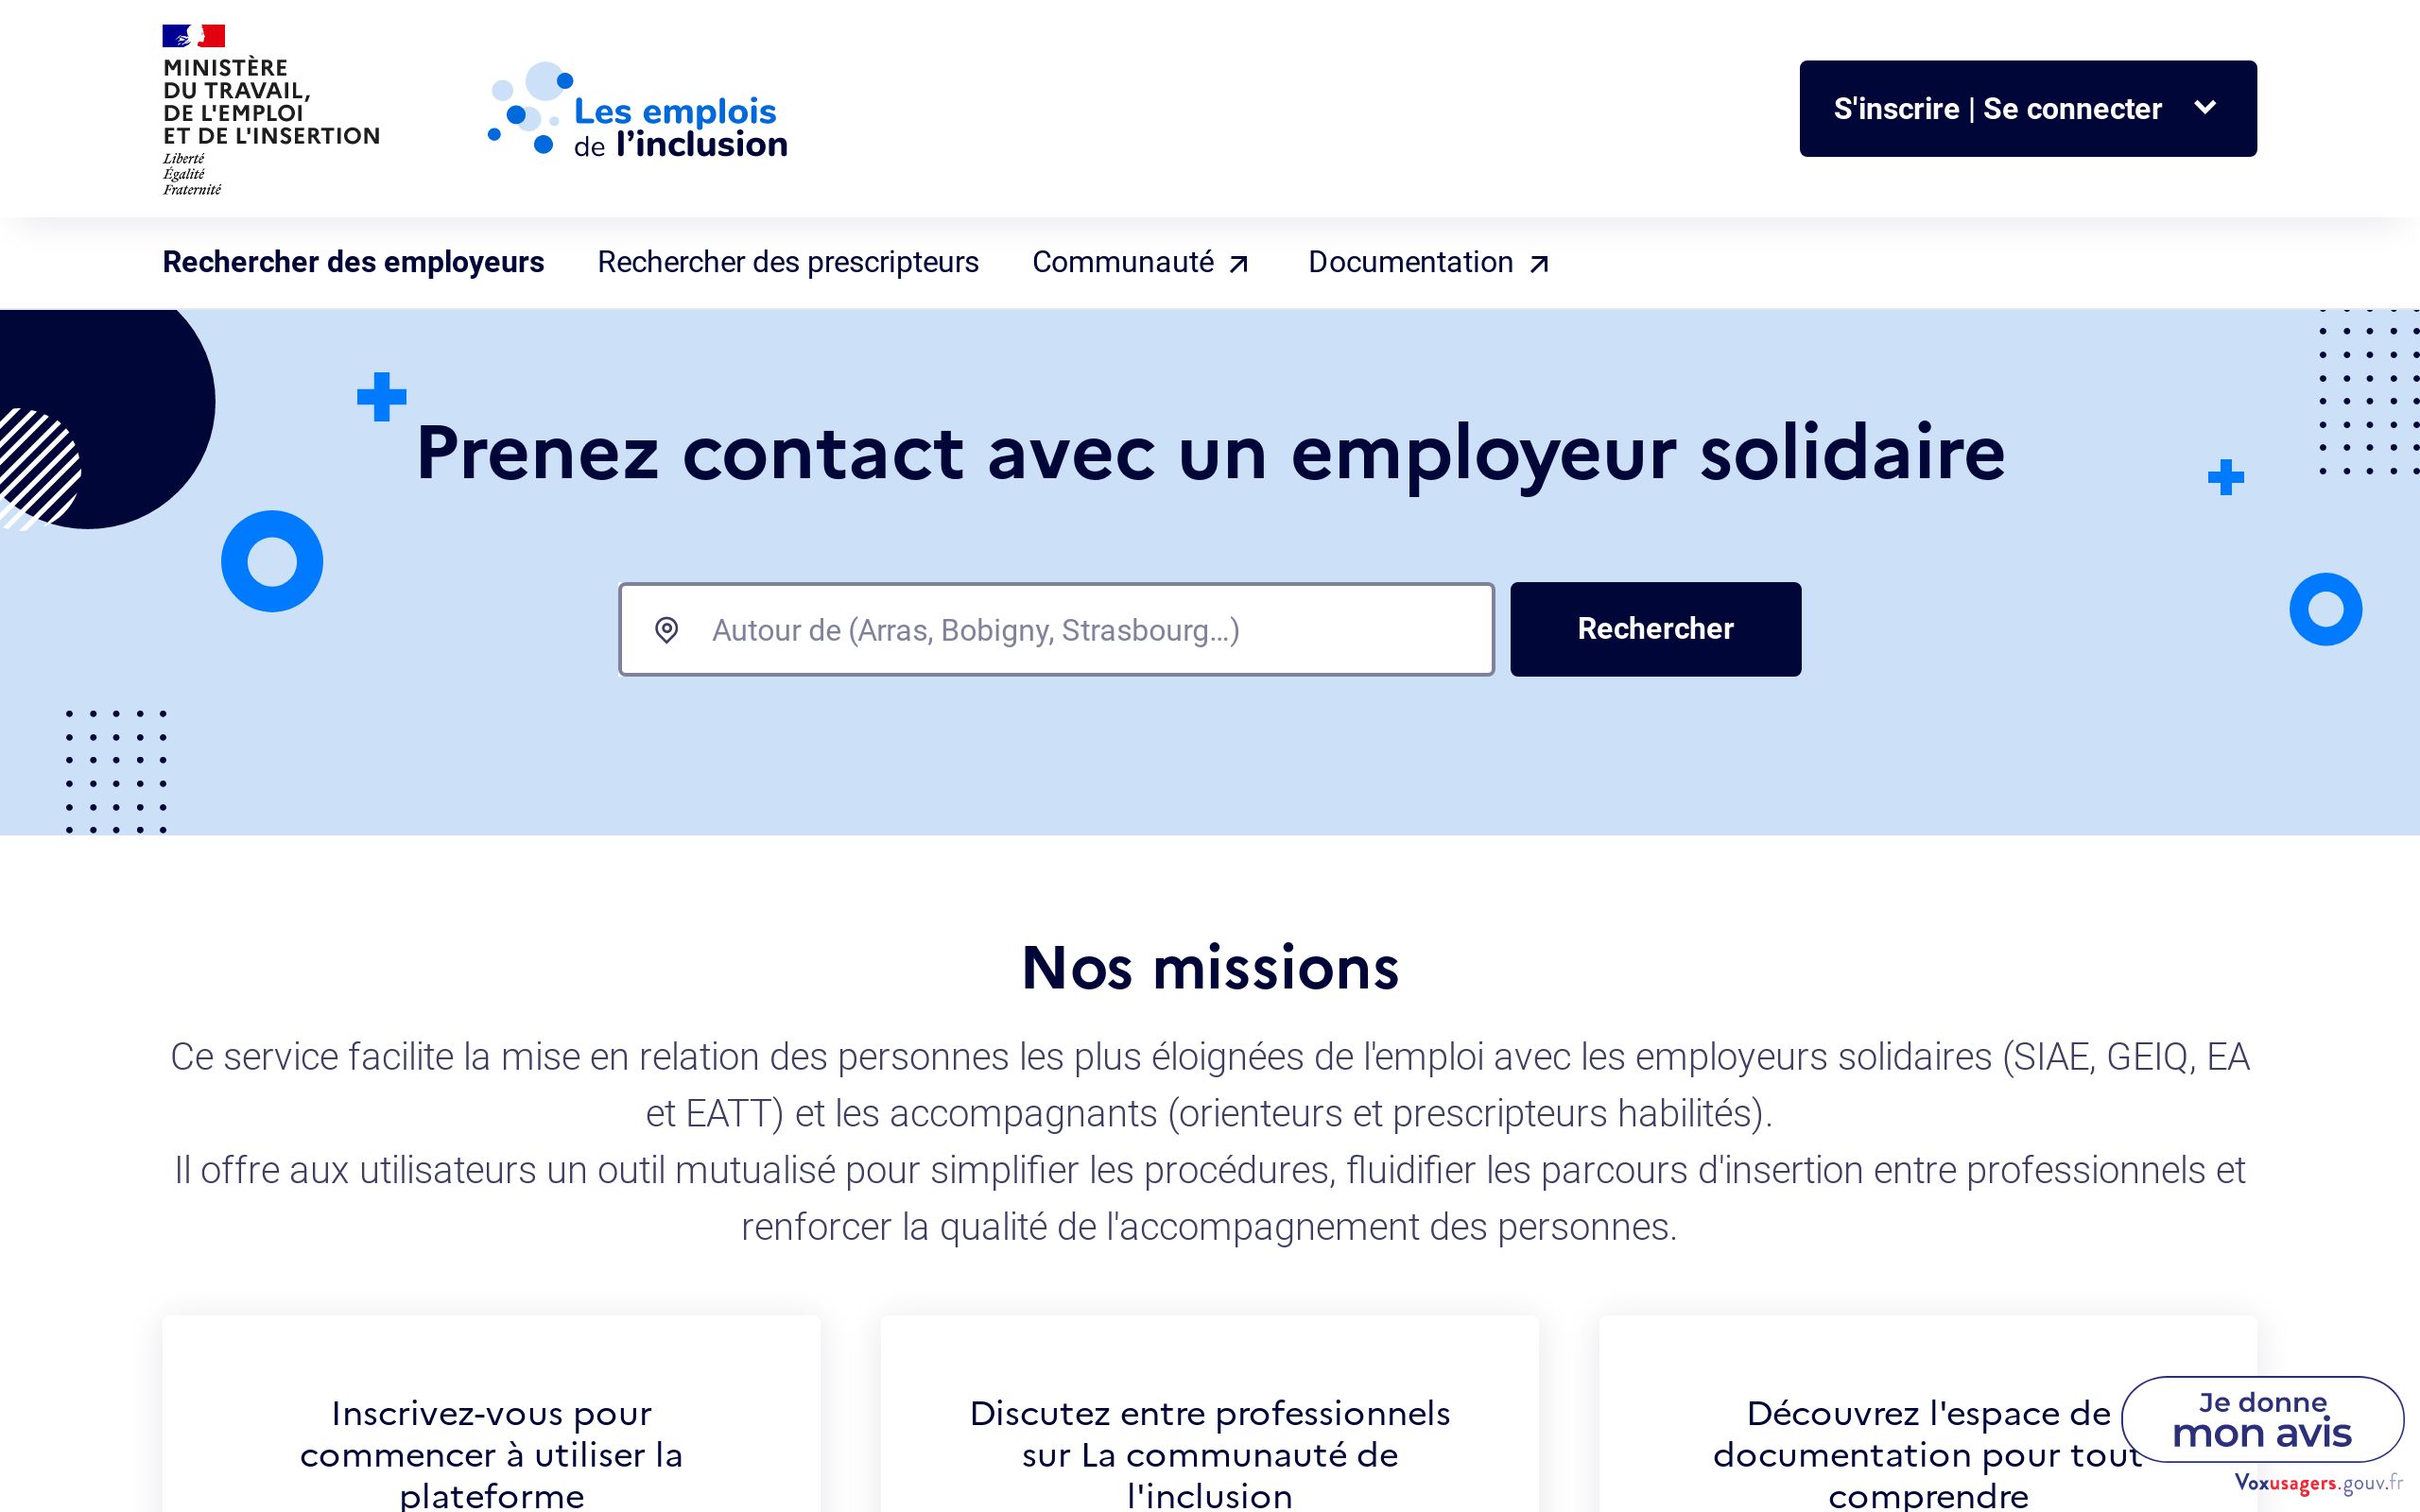 MINISTÈRE
DU TRAVAIL,
DE L'EMPLOI
ET DE L'INSERTION
Liberté
Égalité
Fraternité
Les emplois
de l’inclusion
S'inscrire | Se connecter
Rechercher des employeurs
Rechercher des prescripteurs
Communauté
Documentation
Prenez contact avec un employeur solidaire
Autour de (Arras, Bobigny, Strasbourg…)
Rechercher
Nos missions
Ce service facilite la mise en relation des personnes les plus éloignées de l'emploi avec les employeurs solidaires (SIAE, GEIQ, EA
et EATT) et les accompagnants (orienteurs et prescripteurs habilités).
Il offre aux utilisateurs un outil mutualisé pour simplifier les procédures, fluidifier les parcours d'insertion entre professionnels et
renforcer la qualité de l'accompagnement des personnes.
Inscrivez-vous pour
commencer à utiliser la
plateforme
Discutez entre professionnels
sur La communauté de
l'inclusion
Découvrez l'espace de
documentation pour tout
comprendre
Je donne
mon avis
Voxusagers.gouv.fr